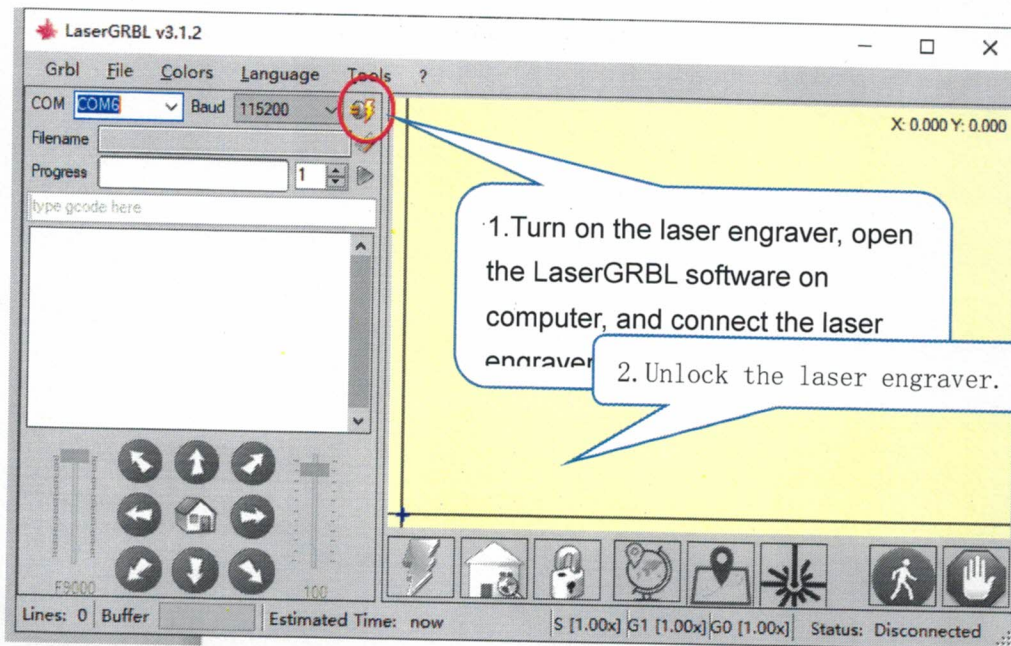 LaserGRBL v3.1.2
Grbl File Colors Language Tools ?
COM COM6 Baud 115200
X: 0.000 Y: 0.000
Filename
Progress 1
type gcode here
1.Turn on the laser engraver, open
the LaserGRBL software on
computer, and connect the laser
engraver
2.Unlock the laser engraver.
F9000 100
Lines: 0 Buffer Estimated Time: now S [1.00x] G1 [1.00x] G0 [1.00x] Status: Disconnected